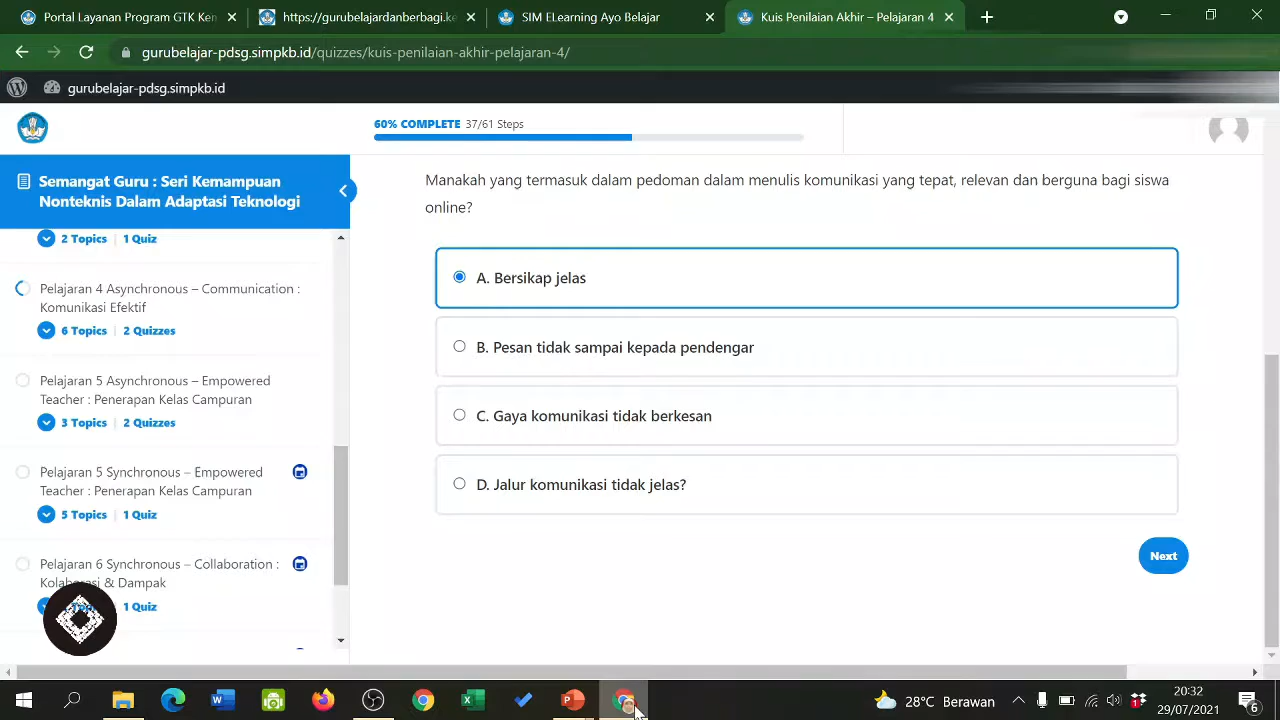 Portal Layanan Program GTK Ken
https://gurubelajardanberbagi.ke
SIM ELearning Ayo Belajar
Kuis Penilaian Akhir – Pelajaran 4
gurubelajar-pdsg.simpkb.id/quizzes/kuis-penilaian-akhir-pelajaran-4/
gurubelajar-pdsg.simpkb.id
60% COMPLETE 37/61 Steps
Semangat Guru : Seri Kemampuan
Nonteknis Dalam Adaptasi Teknologi
2 Topics | 1 Quiz
Pelajaran 4 Asynchronous – Communication :
Komunikasi Efektif
6 Topics | 2 Quizzes
Pelajaran 5 Asynchronous – Empowered
Teacher : Penerapan Kelas Campuran
3 Topics | 2 Quizzes
Pelajaran 5 Synchronous – Empowered
Teacher : Penerapan Kelas Campuran
5 Topics | 1 Quiz
Pelajaran 6 Synchronous – Collaboration :
Kolaborasi & Dampak
1 Quiz
Manakah yang termasuk dalam pedoman dalam menulis komunikasi yang tepat, relevan dan berguna bagi siswa
online?
A. Bersikap jelas
B. Pesan tidak sampai kepada pendengar
C. Gaya komunikasi tidak berkesan
D. Jalur komunikasi tidak jelas?
Next
28°C Berawan
20:32
29/07/2021
6